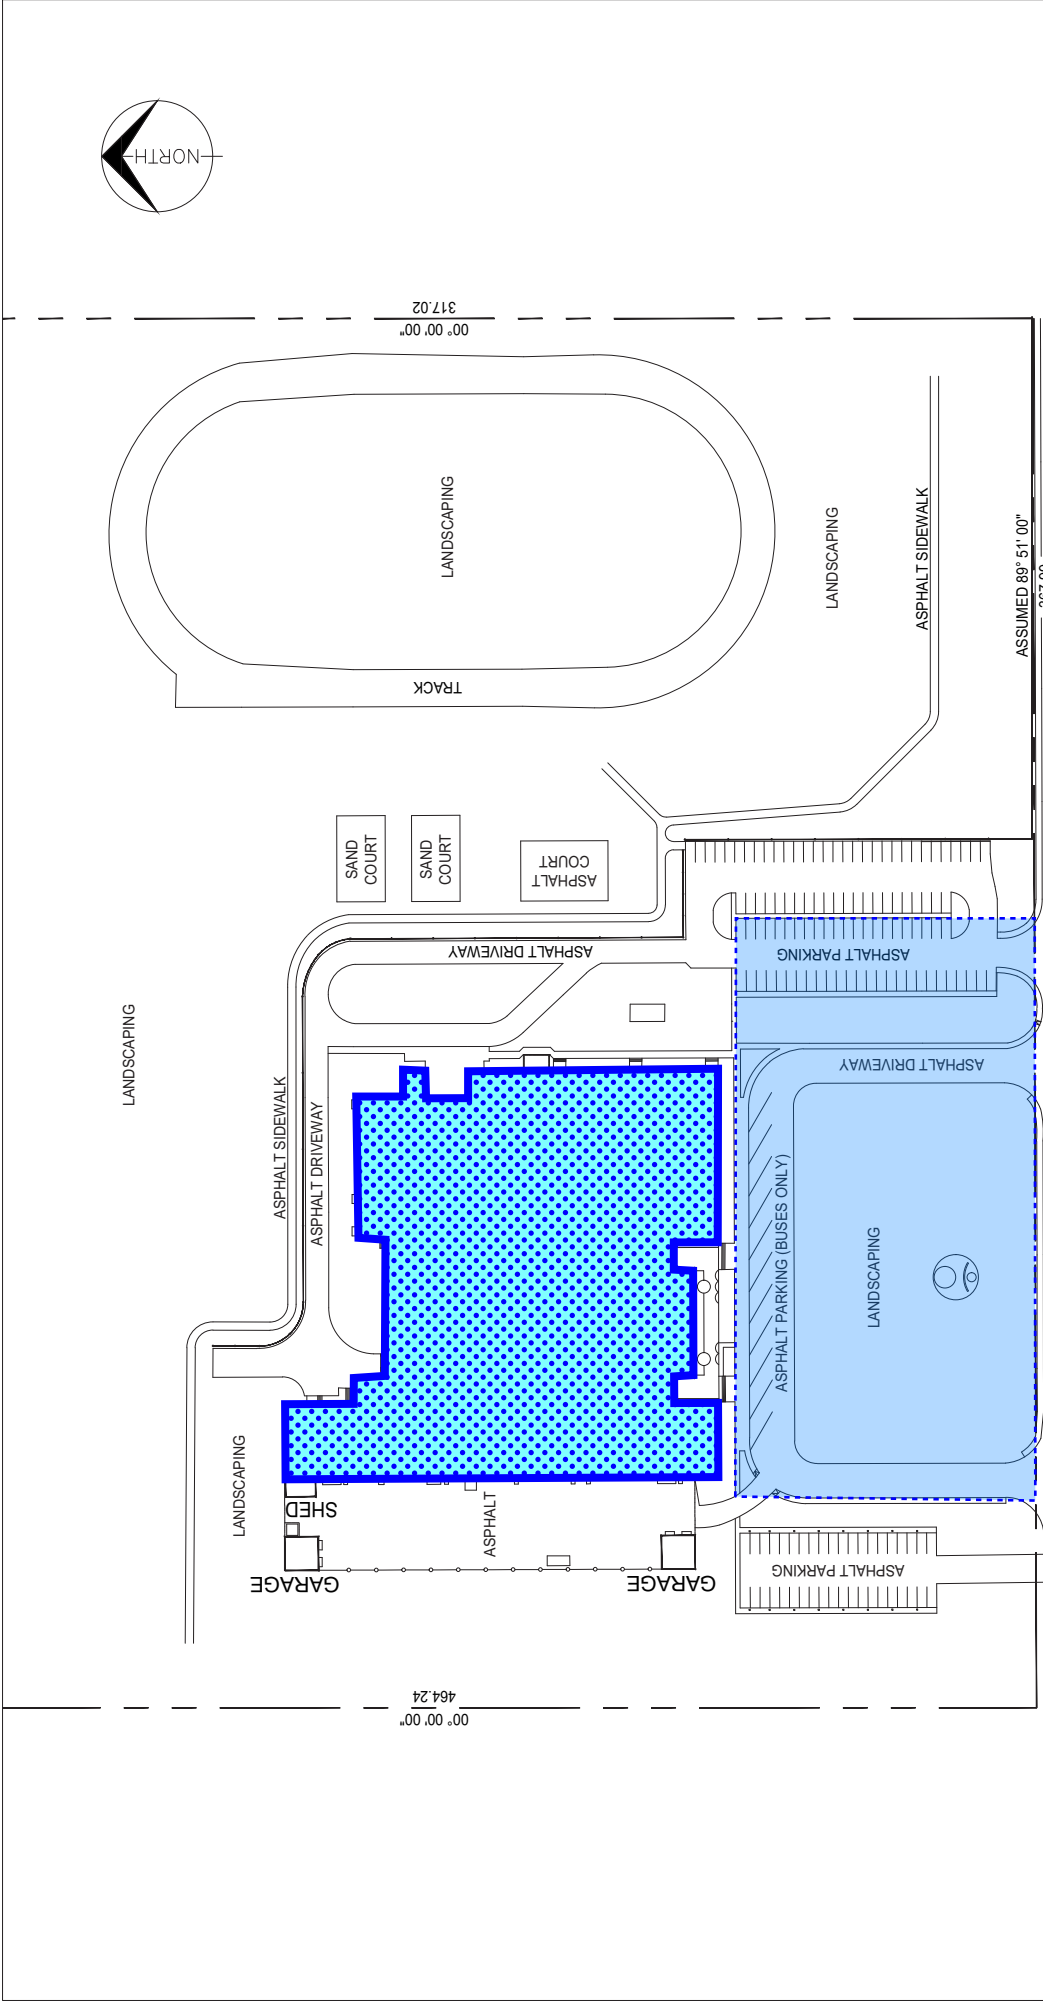 NORTH
317.02
00° 00' 00"
LANDSCAPING
LANDSCAPING
ASPHALT SIDEWALK
ASSUMED 89° 51' 00"
TRACK
SAND
COURT
SAND
COURT
ASPHALT
COURT
ASPHALT DRIVEWAY
ASPHALT PARKING
LANDSCAPING
ASPHALT SIDEWALK
ASPHALT DRIVEWAY
ASPHALT DRIVEWAY
ASPHALT PARKING (BUSES ONLY)
LANDSCAPING
LANDSCAPING
SHED
ASPHALT
GARAGE
GARAGE
ASPHALT PARKING
464.24
00° 00' 00"